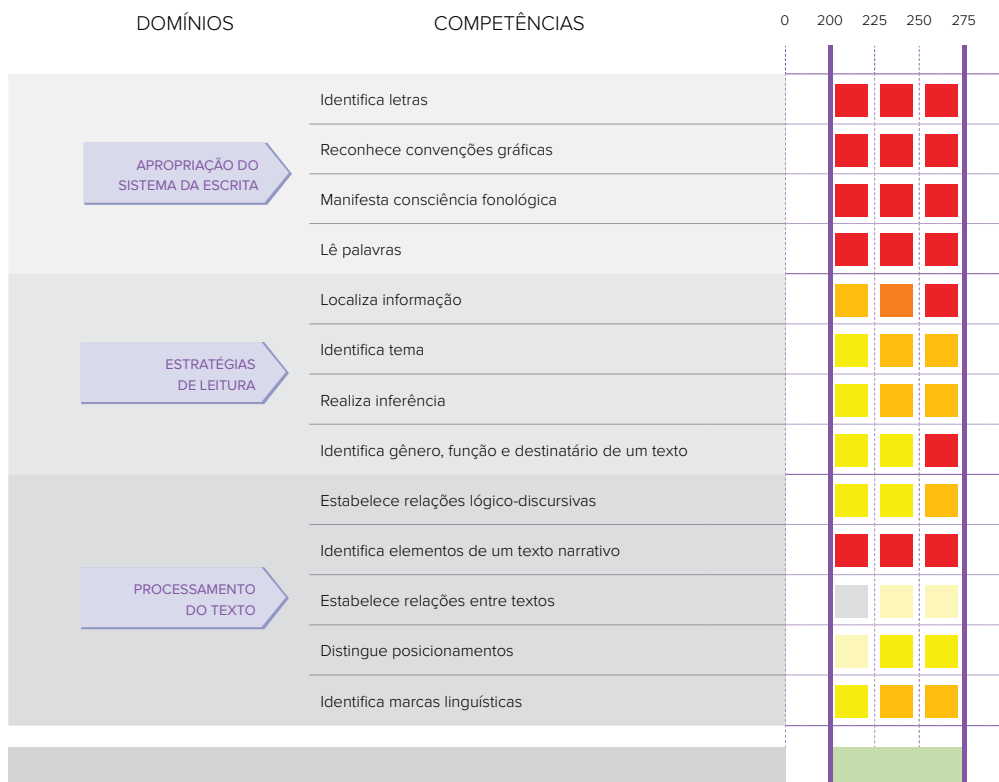 DOMÍNIOS COMPETÊNCIAS 0 200 225 250 275
APROPRIAÇÃO DO
SISTEMA DA ESCRITA
Identifica letras
Reconhece convenções gráficas
Manifesta consciência fonológica
Lê palavras
ESTRATÉGIAS
DE LEITURA
Localiza informação
Identifica tema
Realiza inferência
Identifica gênero, função e destinatário de um texto
PROCESSAMENTO
DO TEXTO
Estabelece relações lógico-discursivas
Identifica elementos de um texto narrativo
Estabelece relações entre textos
Distingue posicionamentos
Identifica marcas linguísticas